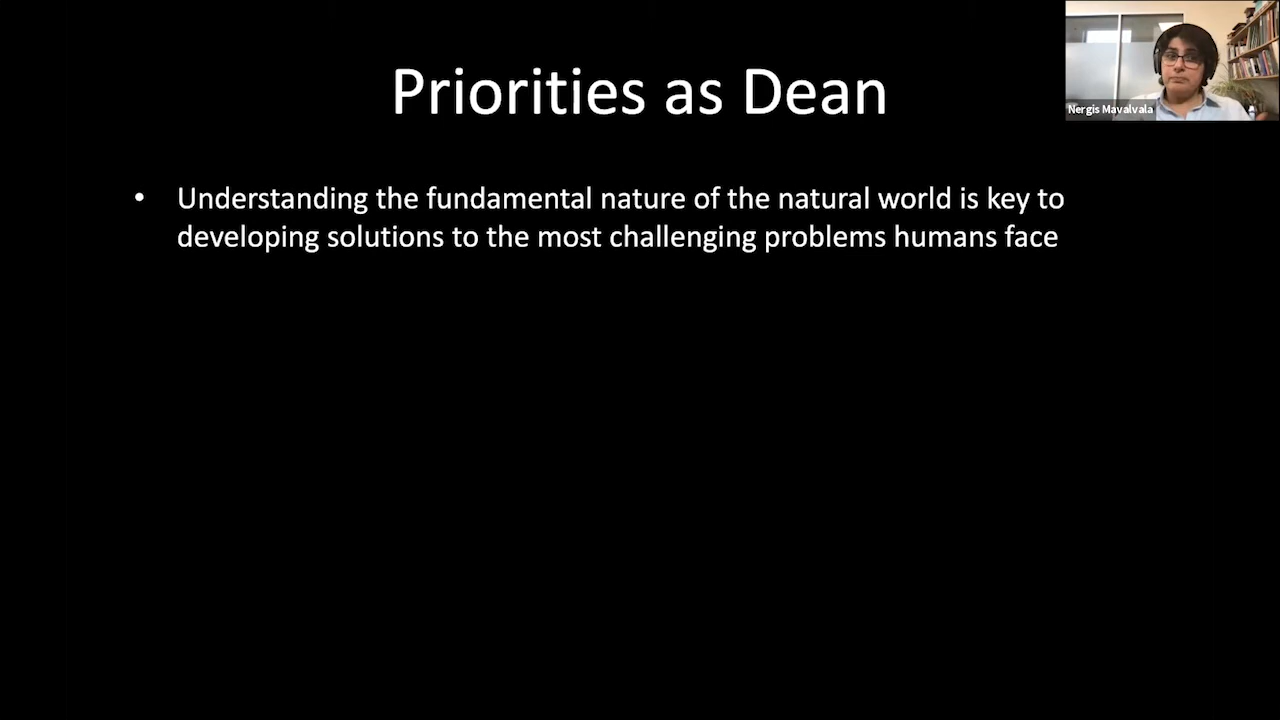 Priorities as Dean
Nergis Mavalvala
• Understanding the fundamental nature of the natural world is key to
developing solutions to the most challenging problems humans face